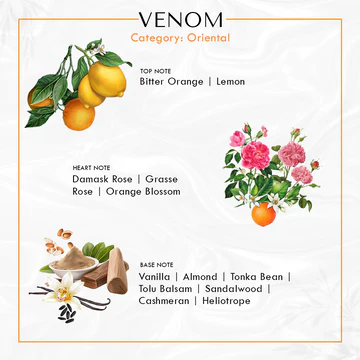 VENOM
Category: Oriental
TOP NOTE
Bitter Orange | Lemon
HEART NOTE
Damask Rose | Grasse
Rose | Orange Blossom
BASE NOTE
Vanilla | Almond | Tonka Bean |
Tolu Balsam | Sandalwood |
Cashmeran | Heliotrope